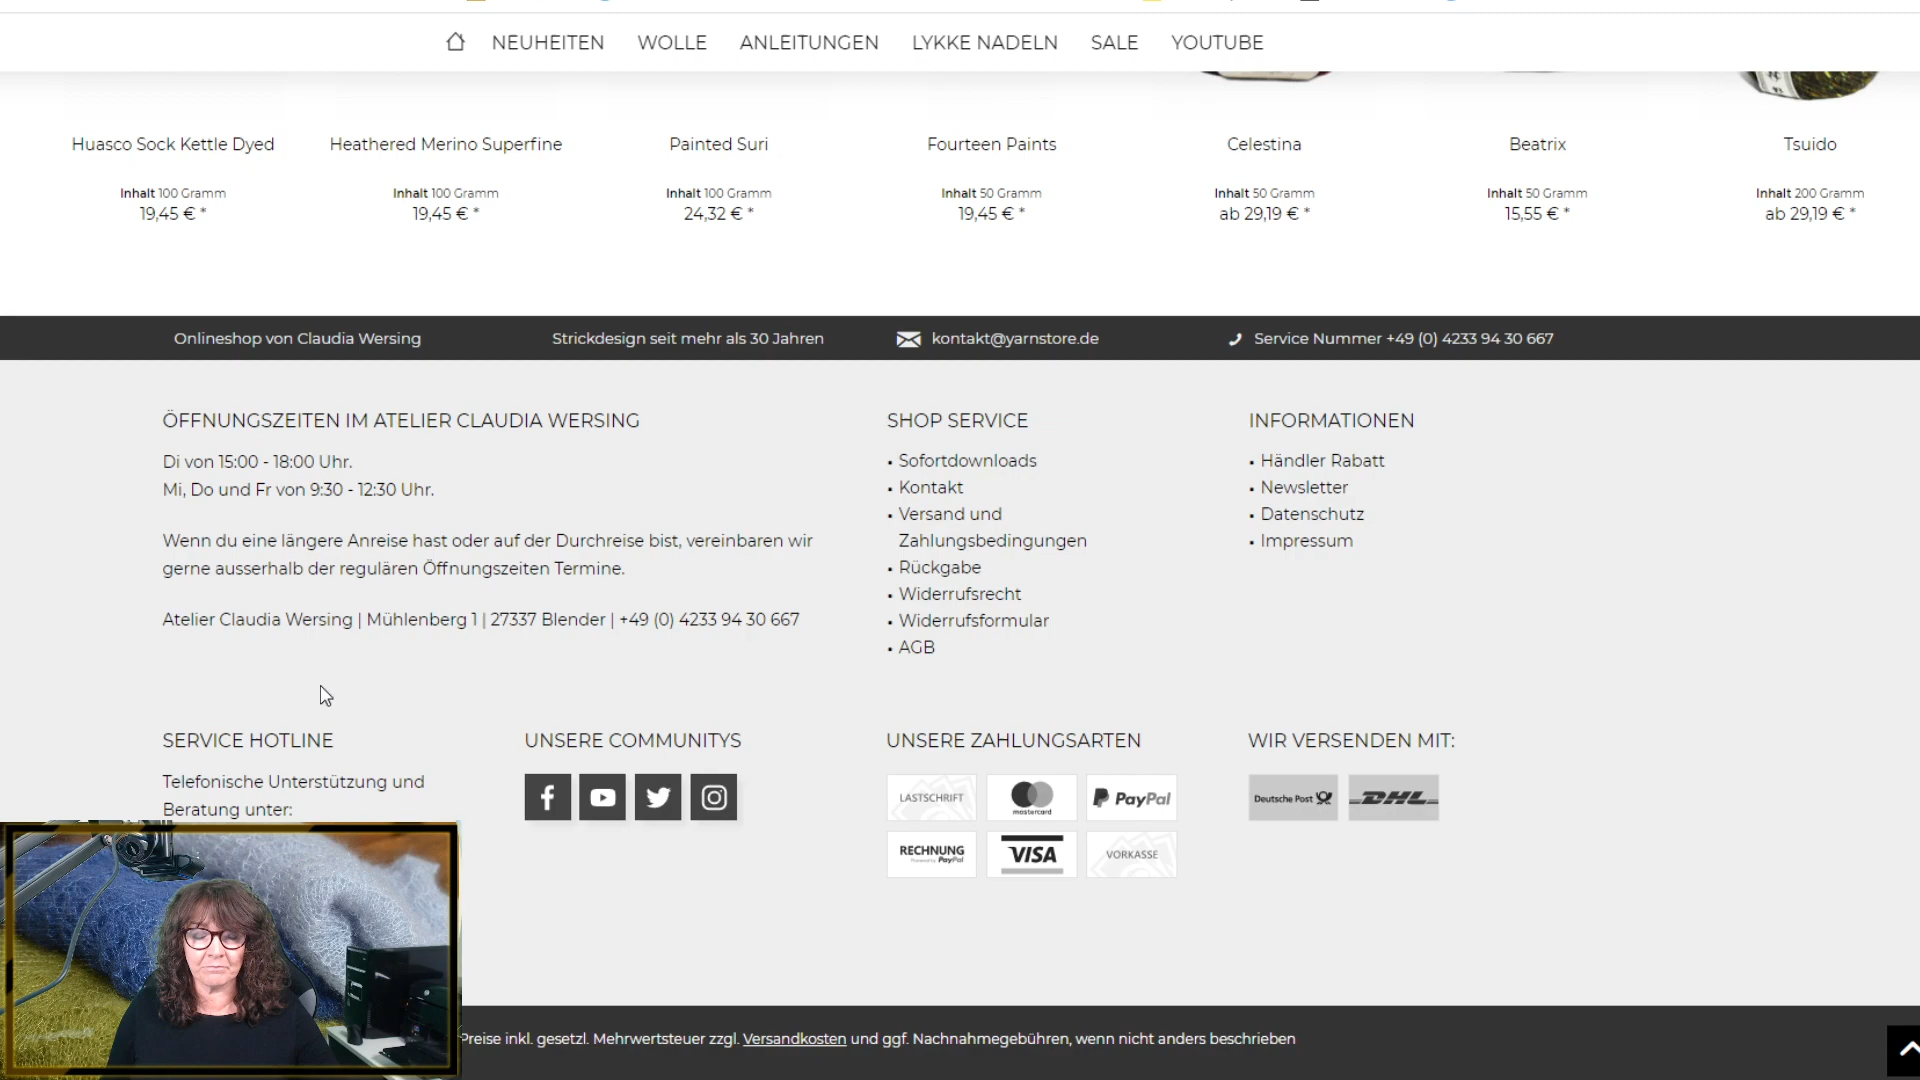 NEUHEITEN WOLLE ANLEITUNGEN LYKKE NADELN SALE YOUTUBE
Huasco Sock Kettle Dyed Heathered Merino Superfine Painted Suri Fourteen Paints Celestina Beatrix Tsuido
Inhalt 100 Gramm Inhalt 100 Gramm Inhalt 100 Gramm Inhalt 50 Gramm Inhalt 50 Gramm Inhalt 50 Gramm Inhalt 200 Gramm
19,45 € * 19,45 € * 24,32 € * 19,45 € * ab 29,19 € * 15,55 € * ab 29,19 € *
Onlineshop von Claudia Wersing Strickdesign seit mehr als 30 Jahren kontakt@yarnstore.de Service Nummer +49 (0) 4233 94 30 667
ÖFFNUNGSZEITEN IM ATELIER CLAUDIA WERSING
Di von 15:00 - 18:00 Uhr.
Mi, Do und Fr von 9:30 - 12:30 Uhr.
Wenn du eine längere Anreise hast oder auf der Durchreise bist, vereinbaren wir
gerne ausserhalb der regulären Öffnungszeiten Termine.
Atelier Claudia Wersing | Mühlenberg 1 | 27337 Blender | +49 (0) 4233 94 30 667
SHOP SERVICE
▪ Sofortdownloads
▪ Kontakt
▪ Versand und
Zahlungsbedingungen
▪ Rückgabe
▪ Widerrufsrecht
▪ Widerrufsformular
▪ AGB
INFORMATIONEN
▪ Händler Rabatt
▪ Newsletter
▪ Datenschutz
▪ Impressum
SERVICE HOTLINE
Telefonische Unterstützung und
Beratung unter:
UNSERE COMMUNITYS
UNSERE ZAHLUNGSARTEN
LASTSCHRIFT mastercard PayPal
RECHNUNG VISA VORKASSE
Powered by PayPal
WIR VERSENDEN MIT:
Deutsche Post DHL
Preise inkl. gesetzl. Mehrwertsteuer zzgl. Versandkosten und ggf. Nachnahmegebühren, wenn nicht anders beschrieben